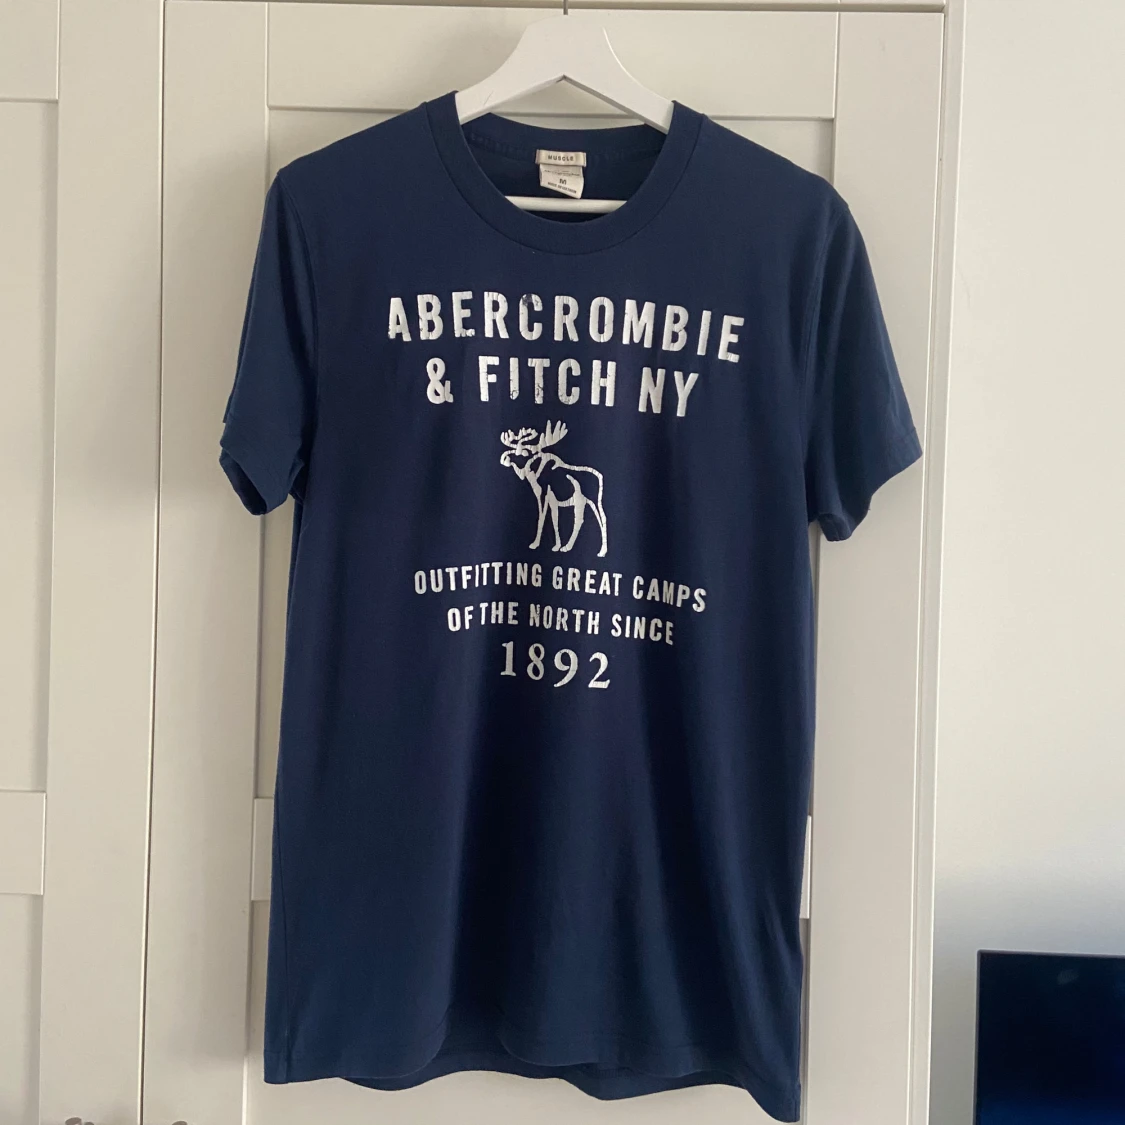 MUSCLE
M
ABERCROMBIE
& FITCH NY
OUTFITTING GREAT CAMPS
OF THE NORTH SINCE
1892